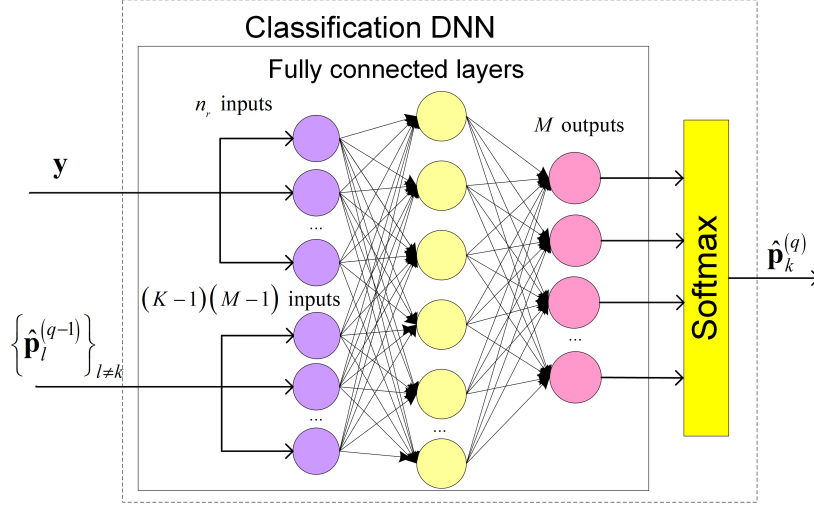 Classification DNN
Fully connected layers
n_r inputs
M outputs
y
...
(K−1)(M−1) inputs
{p̂_l^(q−1)}_{l≠k}
...
...
...
Softmax
p̂_k^(q)